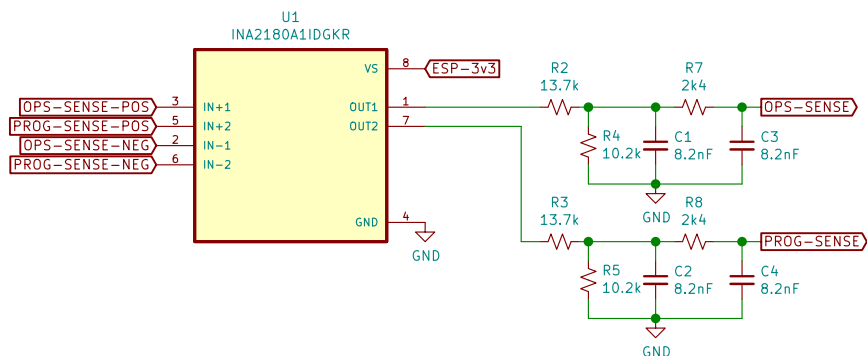 U1
INA2180A1IDGKR
VS
8
ESP-3v3
OPS-SENSE-POS
3
IN+1
OUT1
1
PROG-SENSE-POS
5
IN+2
OUT2
7
OPS-SENSE-NEG
2
IN-1
PROG-SENSE-NEG
6
IN-2
GND
4
GND
R2
13.7k
R7
2k4
OPS-SENSE
R4
10.2k
C1
8.2nF
C3
8.2nF
GND
R3
13.7k
R8
2k4
PROG-SENSE
R5
10.2k
C2
8.2nF
C4
8.2nF
GND